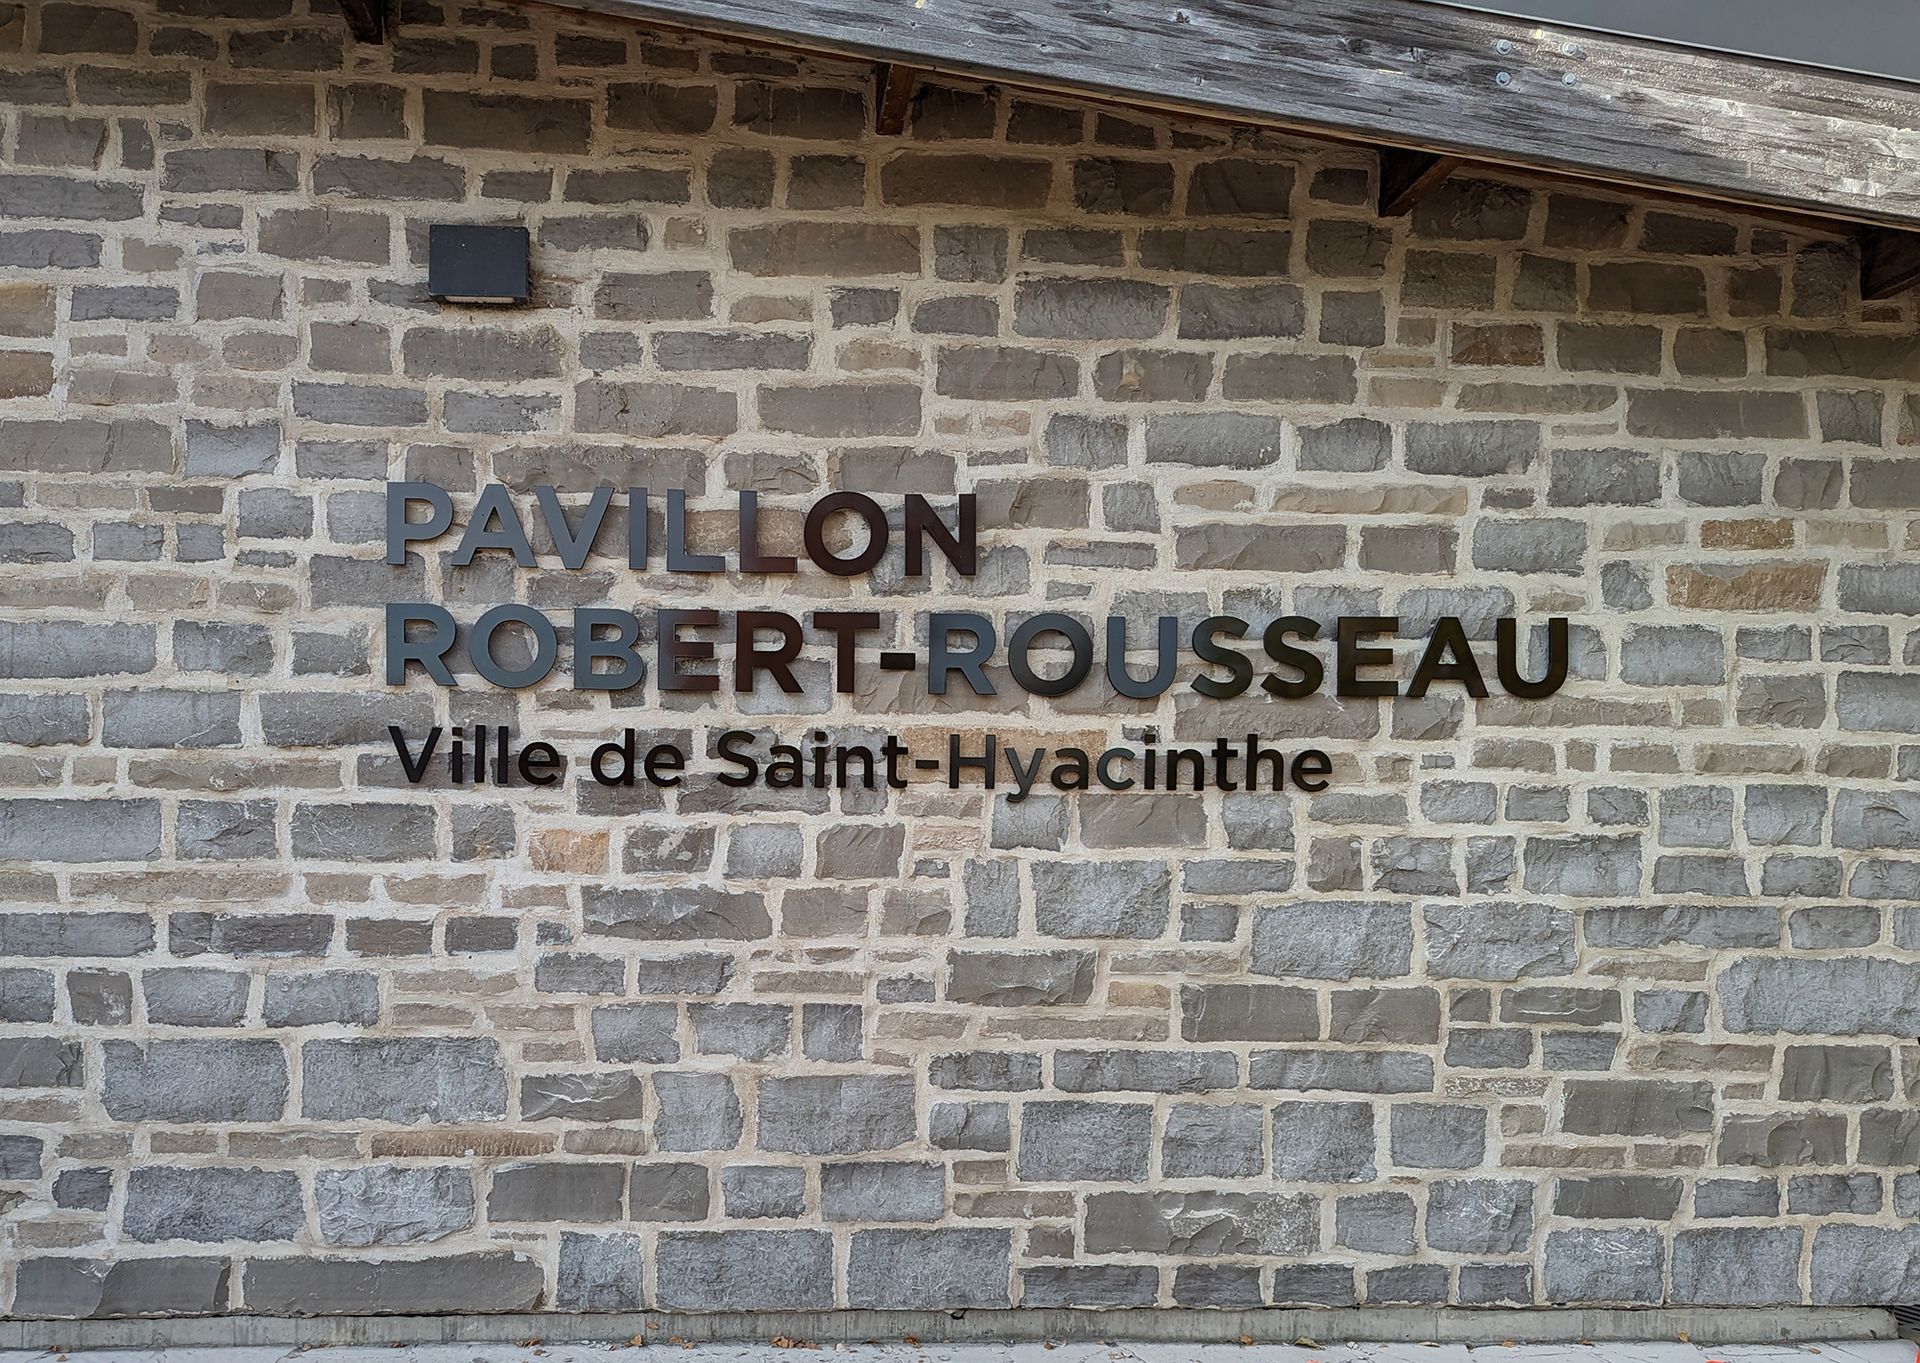 PAVILLON
ROBERT-ROUSSEAU
Ville de Saint-Hyacinthe